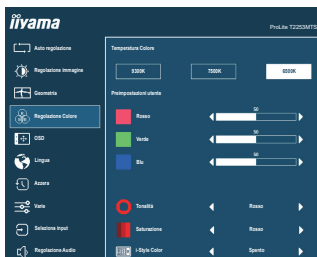 iiyama
ProLite T2253MTS
Auto regolazione
Regolazione Immagine
Geometria
Regolazione Colore
OSD
Lingua
Azzera
Varie
Seleziona input
Regolazione Audio
Temperatura Colore
9300K 7500K 6500K
Preimpostazioni utente
Rosso 50
Verde 50
Blu 50
Tonalità Rosso
Saturazione Rosso
i-Style Color Spento